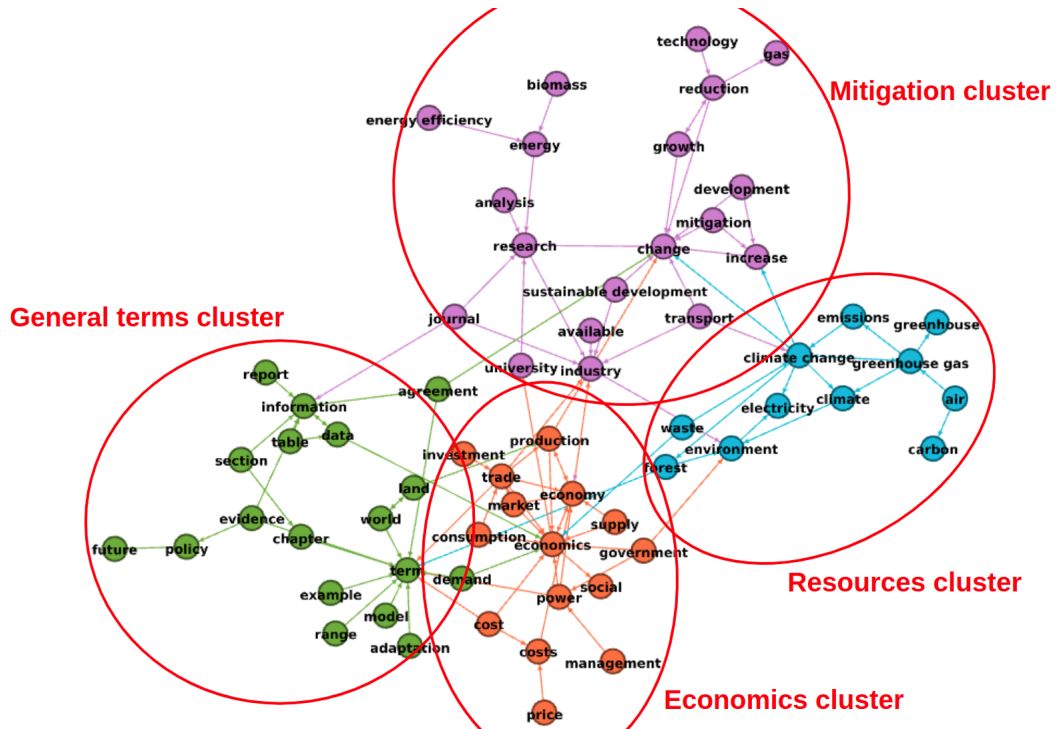 technology
gas
biomass
reduction
Mitigation cluster
energy efficiency
energy
growth
development
analysis
mitigation
research
change
increase
sustainable development
General terms cluster
journal
available
transport
emissions
greenhouse
climate change
greenhouse gas
university
industry
report
agreement
information
electricity
climate
air
table
data
production
waste
environment
carbon
section
investment
forest
land
trade
market
economy
evidence
world
supply
future
policy
chapter
consumption
economics
government
term
demand
Resources cluster
example
power
social
model
range
cost
adaptation
costs
management
Economics cluster
price